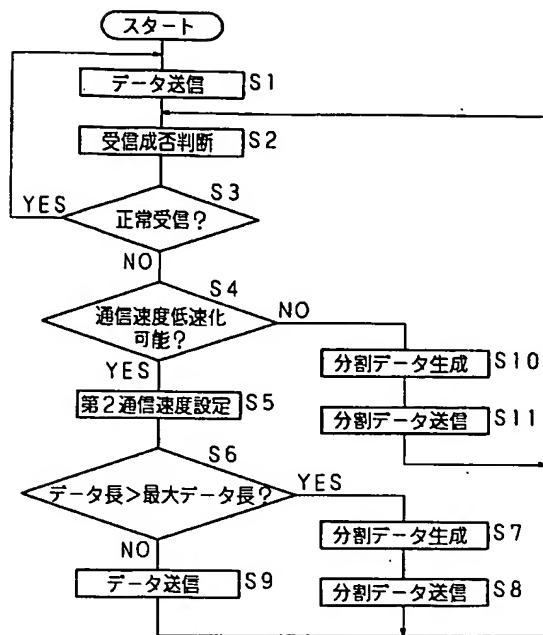 スタート
データ送信 S1
受信成否判断 S2
S3
YES
正常受信?
NO
S4
通信速度低速化
可能?
NO
YES
分割データ生成 S10
第2通信速度設定 S5
分割データ送信 S11
S6
データ長>最大データ長?
YES
NO
分割データ生成 S7
データ送信 S9
分割データ送信 S8